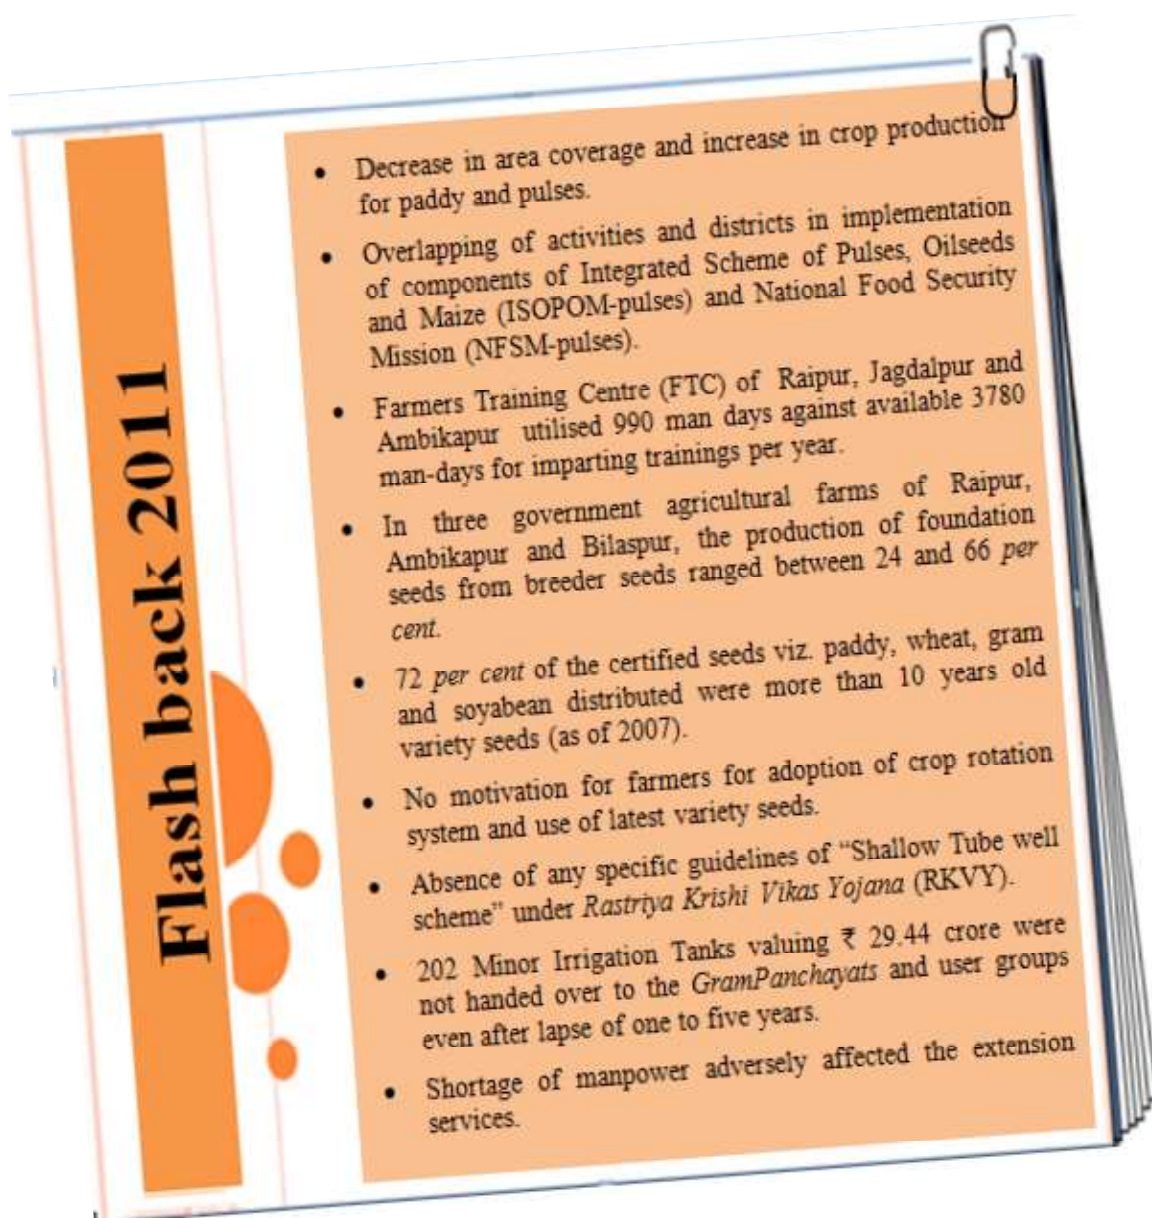 Flash back 2011
• Decrease in area coverage and increase in crop production
for paddy and pulses.
• Overlapping of activities and districts in implementation
of components of Integrated Scheme of Pulses, Oilseeds
and Maize (ISOPOM-pulses) and National Food Security
Mission (NFSM-pulses).
• Farmers Training Centre (FTC) of Raipur, Jagdalpur and
Ambikapur utilised 990 man days against available 3780
man-days for imparting trainings per year.
• In three government agricultural farms of Raipur,
Ambikapur and Bilaspur, the production of foundation
seeds from breeder seeds ranged between 24 and 66 per
cent.
• 72 per cent of the certified seeds viz. paddy, wheat, gram
and soyabean distributed were more than 10 years old
variety seeds (as of 2007).
• No motivation for farmers for adoption of crop rotation
system and use of latest variety seeds.
• Absence of any specific guidelines of “Shallow Tube well
scheme” under Rastriya Krishi Vikas Yojana (RKVY).
• 202 Minor Irrigation Tanks valuing ₹ 29.44 crore were
not handed over to the GramPanchayats and user groups
even after lapse of one to five years.
• Shortage of manpower adversely affected the extension
services.